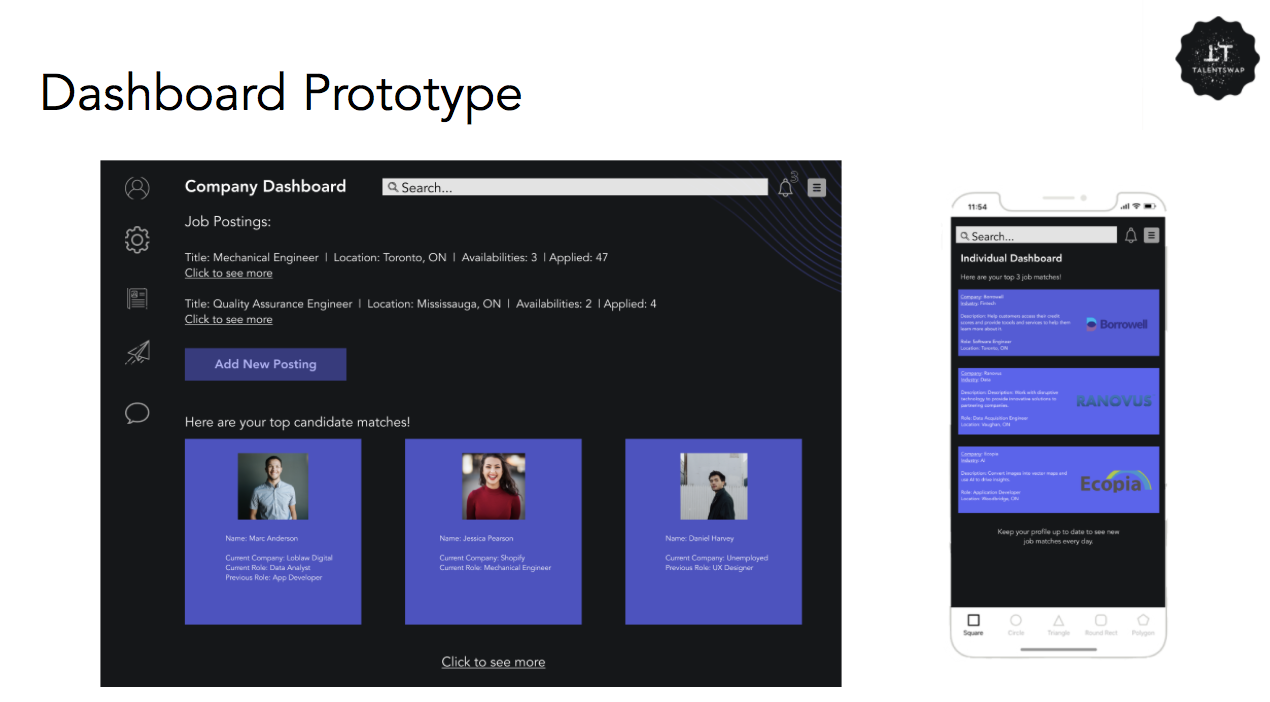 TALENTSWAP
Dashboard Prototype
Company Dashboard
Search...
3
Job Postings:
Title: Mechanical Engineer | Location: Toronto, ON | Availabilities: 3 | Applied: 47
Click to see more
Title: Quality Assurance Engineer | Location: Mississauga, ON | Availabilities: 2 | Applied: 4
Click to see more
Add New Posting
Here are your top candidate matches!
Name: Marc Anderson
Current Company: Loblaw Digital
Current Role: Data Analyst
Previous Role: App Developer
Name: Jessica Pearson
Current Company: Shopify
Current Role: Mechanical Engineer
Name: Daniel Harvey
Current Company: Unemployed
Previous Role: UX Designer
Click to see more
11:54
Search...
Individual Dashboard
Here are your top 3 job matches!
Company: Borrowell
Industry: Fintech
Description: Help customers access their credit
scores and provide toools and services to help them
learn more about it.
Role: Software Engineer
Location: Toronto, ON
Borrowell
Company: Ranovus
Industry: Data
Description: Description: Work with disruptive
technology to provide innovative solutions to
partnering companies.
Role: Data Acquisition Engineer
Location: Vaughan, ON
RANOVUS
Company: Ecopia
Industry: AI
Description: Convert images into vector maps and
use AI to drive insights.
Role: Application Developer
Location: Woodbridge, ON
Ecopia
Keep your profile up to date to see new
job matches every day.
Square
Circle
Triangle
Round Rect
Polygon